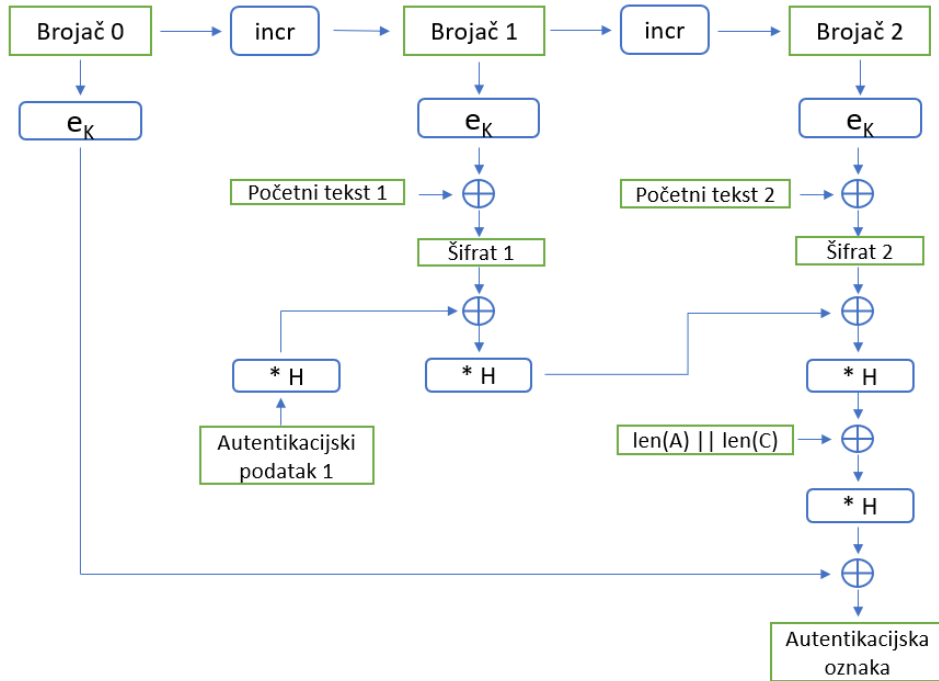 Brojač 0
incr
Brojač 1
incr
Brojač 2
eK
eK
eK
Početni tekst 1
Početni tekst 2
Šifrat 1
Šifrat 2
* H
* H
* H
Autentikacijski
podatak 1
len(A) || len(C)
* H
Autentikacijska
oznaka